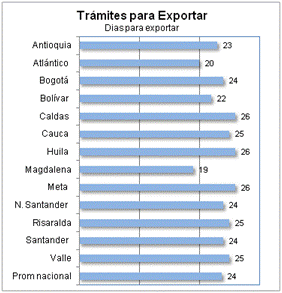 Trámites para Exportar
Dias para exportar
Antioquia 23
Atlántico 20
Bogotá 24
Bolívar 22
Caldas 26
Cauca 25
Huila 26
Magdalena 19
Meta 26
N. Santander 24
Risaralda 25
Santander 24
Valle 25
Prom nacional 24